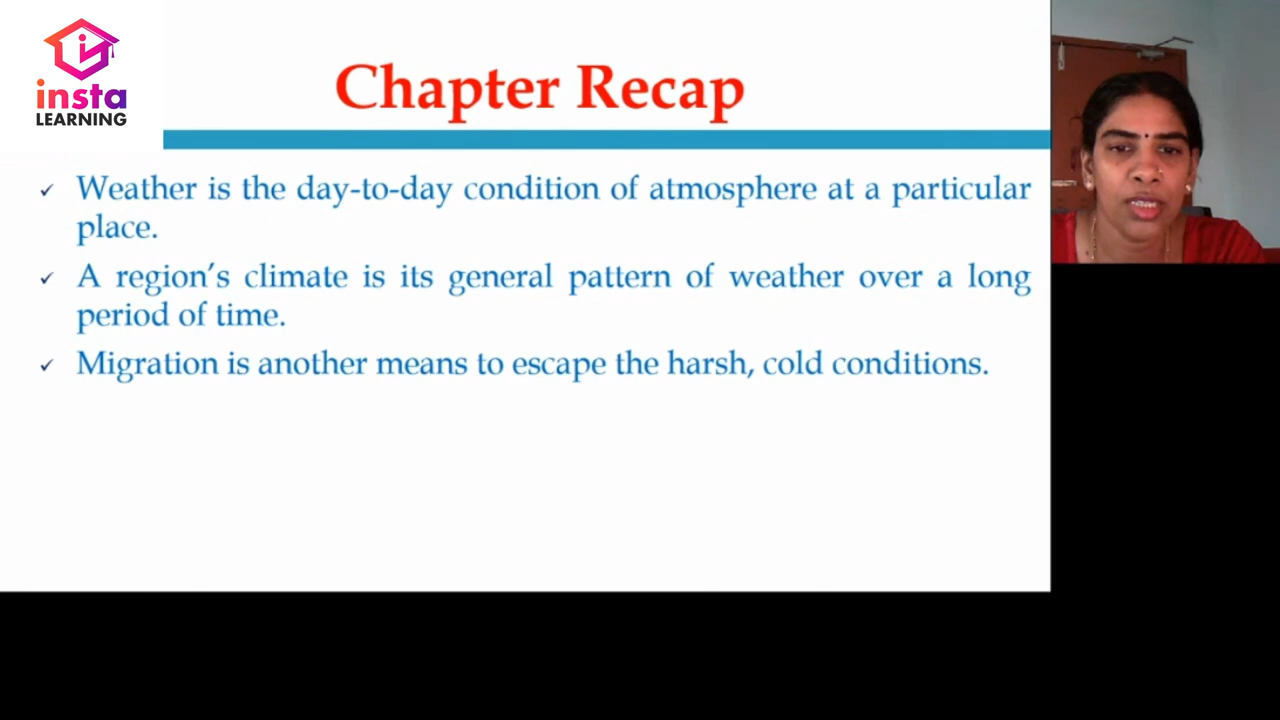 insta
LEARNING
Chapter Recap
✓ Weather is the day-to-day condition of atmosphere at a particular
place.
✓ A region’s climate is its general pattern of weather over a long
period of time.
✓ Migration is another means to escape the harsh, cold conditions.